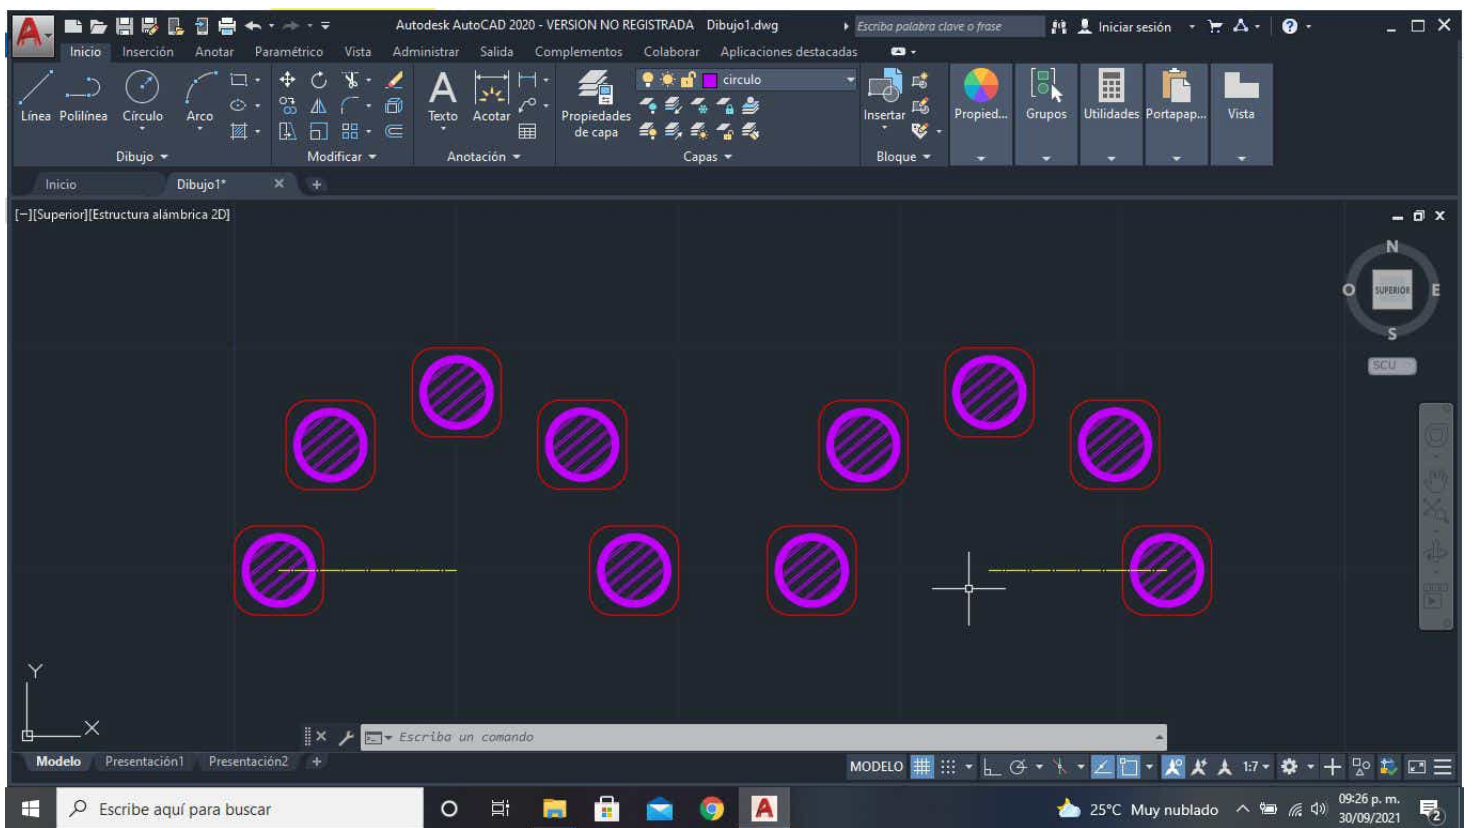 Autodesk AutoCAD 2020 - VERSION NO REGISTRADA Dibujo1.dwg Escriba palabra clave o frase Iniciar sesión
Inicio Inserción Anotar Paramétrico Vista Administrar Salida Complementos Colaborar Aplicaciones destacadas
circulo
Línea Polilínea Círculo Arco Texto Acotar Propiedades de capa Insertar Propied... Grupos Utilidades Portapap... Vista
Dibujo Modificar Anotación Capas Bloque
Inicio Dibujo1* +
[−][Superior][Estructura alámbrica 2D]
N
O SUPERIOR E
S
SCU
Y
X
Escriba un comando
Modelo Presentación1 Presentación2 + MODELO 1:7
Escribe aquí para buscar 25°C Muy nublado 09:26 p. m.
30/09/2021 2